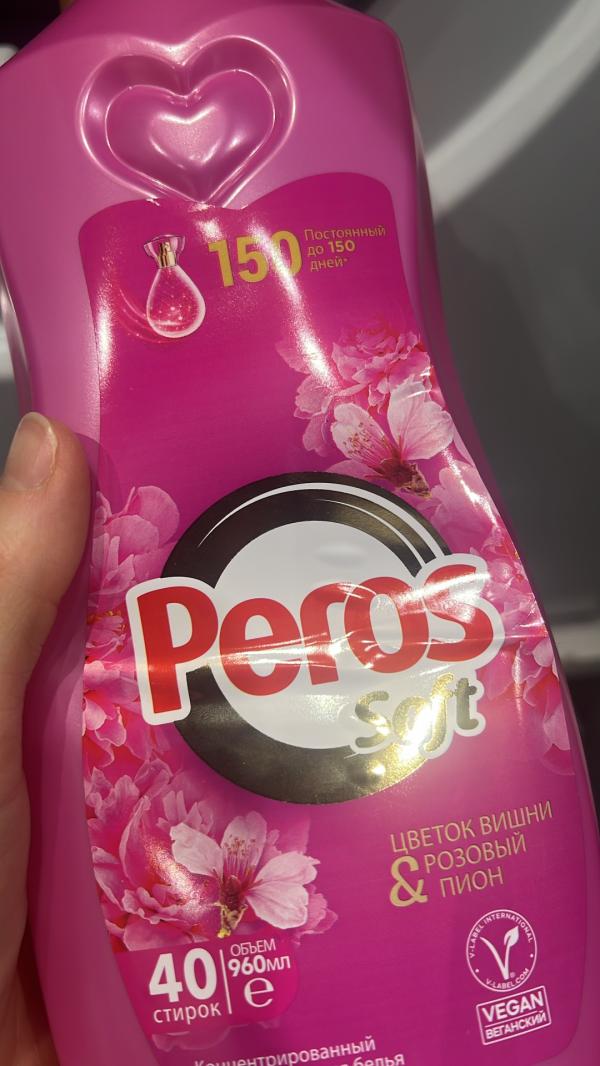 150
Постоянный
до 150
дней*
Peros
Soft
ЦВЕТОК ВИШНИ
& РОЗОВЫЙ
ПИОН
40
стирок
ОБЪЕМ
960мл
e
V-LABEL INTERNATIONAL
V-LABEL.COM
V®
VEGAN
ВЕГАНСКИЙ
Концентрированный
белья